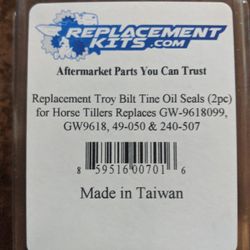 REPLACEMENT
KITS.COM
Aftermarket Parts You Can Trust
Replacement Troy Bilt Tine Oil Seals (2pc)
for Horse Tillers Replaces GW-9618099,
GW9618, 49-050 & 240-507
8 59516 00701 6
Made in Taiwan